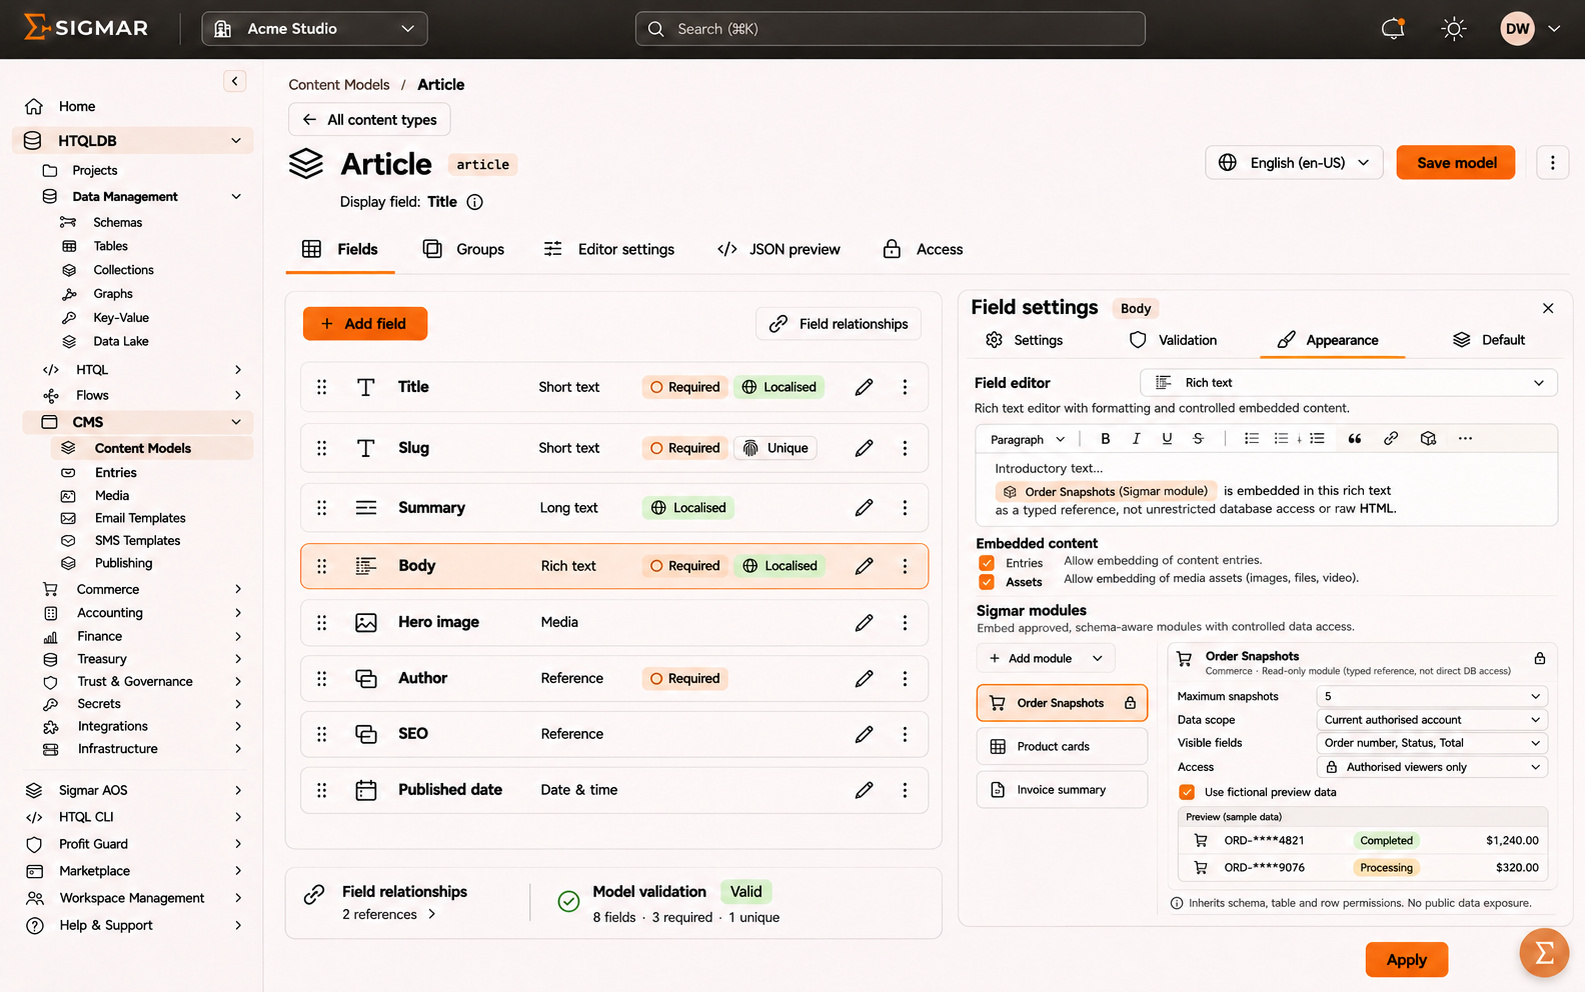 SIGMAR
Acme Studio
Search (⌘K)
DW
Home
HTQLDB
Projects
Data Management
Schemas
Tables
Collections
Graphs
Key-Value
Data Lake
HTQL
Flows
CMS
Content Models
Entries
Media
Email Templates
SMS Templates
Publishing
Commerce
Accounting
Finance
Treasury
Trust & Governance
Secrets
Integrations
Infrastructure
Sigmar AOS
HTQL CLI
Profit Guard
Marketplace
Workspace Management
Help & Support
Content Models / Article
All content types
Article article
Display field: Title
English (en-US)
Save model
Fields Groups Editor settings JSON preview Access
Add field
Field relationships
Title Short text Required Localised
Slug Short text Required Unique
Summary Long text Localised
Body Rich text Required Localised
Hero image Media
Author Reference Required
SEO Reference
Published date Date & time
Field relationships
2 references
Model validation Valid
8 fields · 3 required · 1 unique
Field settings Body
Settings Validation Appearance Default
Field editor Rich text
Rich text editor with formatting and controlled embedded content.
Paragraph B I U S
Introductory text...
Order Snapshots (Sigmar module) is embedded in this rich text
as a typed reference, not unrestricted database access or raw HTML.
Embedded content
Entries Allow embedding of content entries.
Assets Allow embedding of media assets (images, files, video).
Sigmar modules
Embed approved, schema-aware modules with controlled data access.
Add module
Order Snapshots
Product cards
Invoice summary
Order Snapshots
Commerce · Read-only module (typed reference, not direct DB access)
Maximum snapshots 5
Data scope Current authorised account
Visible fields Order number, Status, Total
Access Authorised viewers only
Use fictional preview data
Preview (sample data)
ORD-****4821 Completed $1,240.00
ORD-****9076 Processing $320.00
Inherits schema, table and row permissions. No public data exposure.
Apply